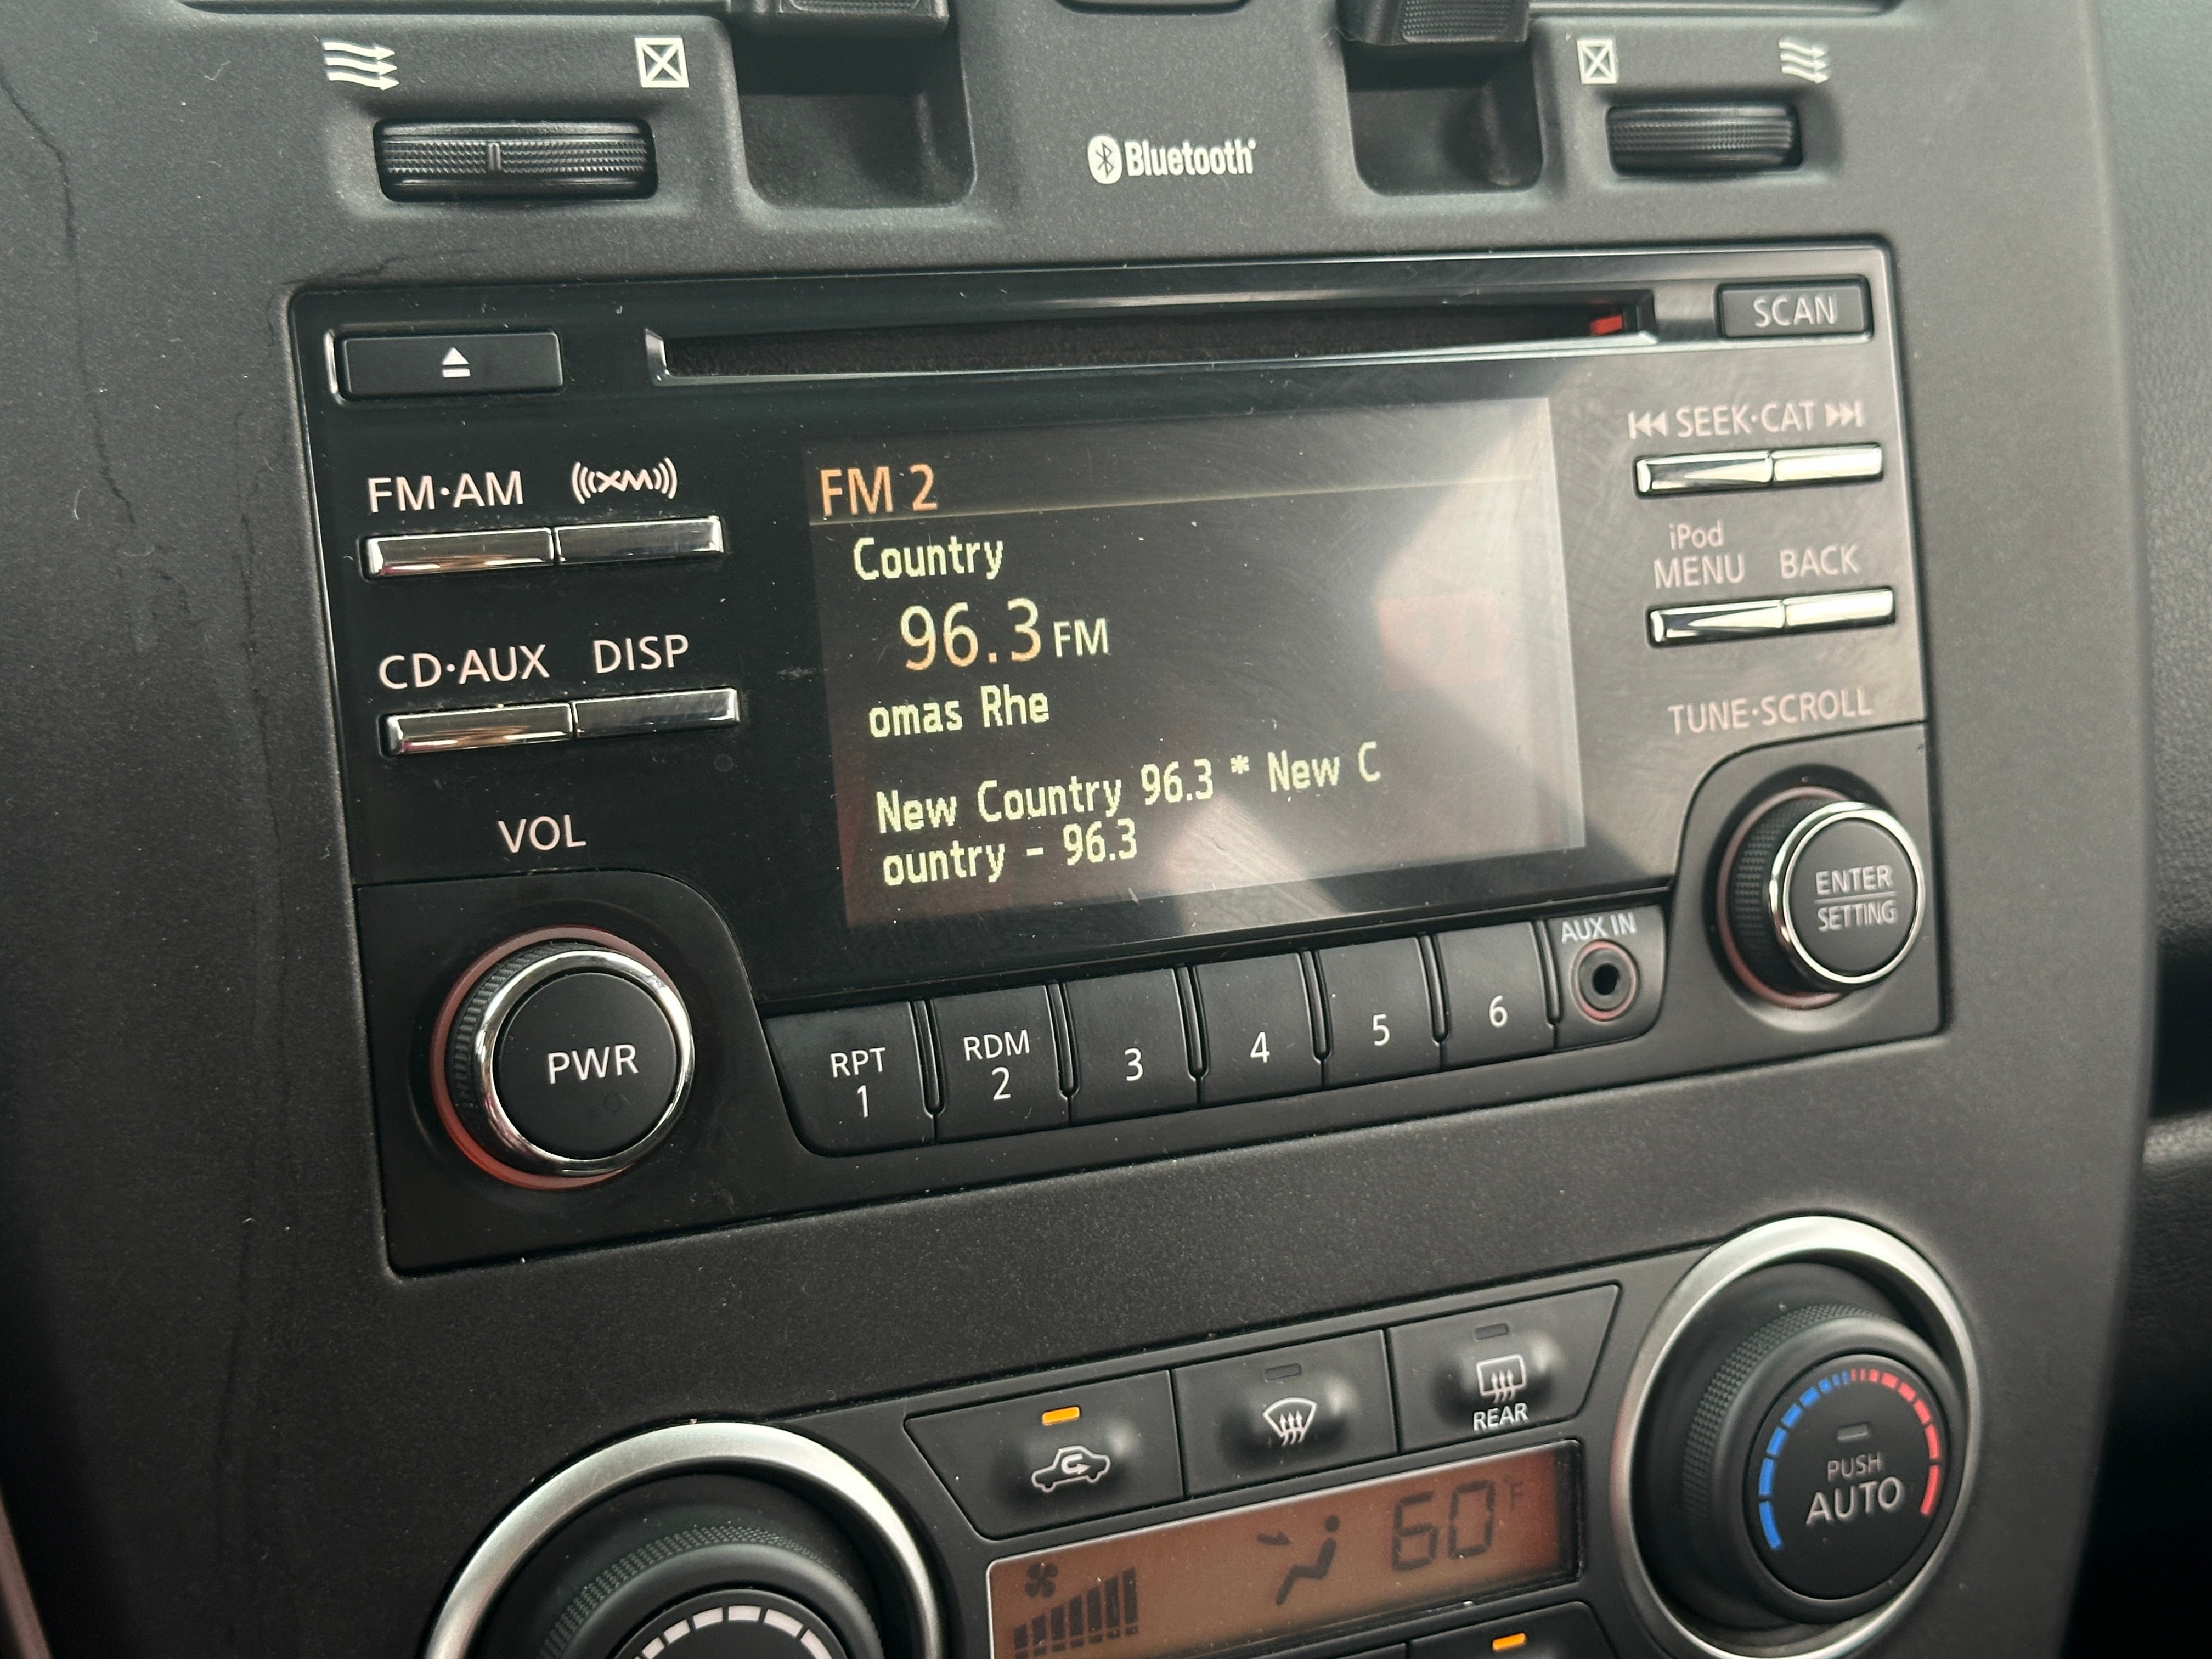 Bluetooth
SCAN
FM·AM
XM
SEEK·CAT
FM 2
Country
96.3 FM
omas Rhe
New Country 96.3 * New C
ountry - 96.3
iPod
MENU
BACK
CD·AUX
DISP
TUNE·SCROLL
VOL
ENTER
SETTING
PWR
RPT
1
RDM
2
3
4
5
6
AUX IN
REAR
60°F
PUSH
AUTO